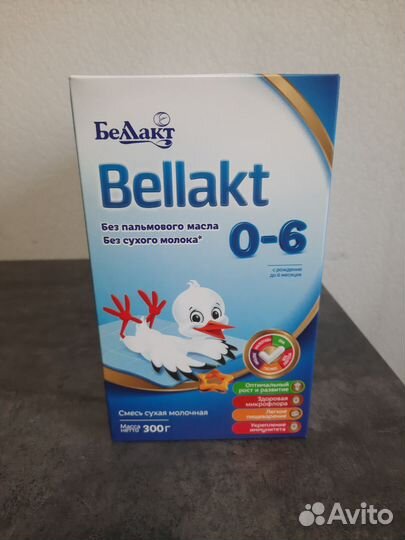 Беллакт
Bellakt
Без пальмового масла
Без сухого молока*
0-6
с рождения
до 6 месяцев
Оптимальный
рост и развитие
Здоровая
микрофлора
Легкое
пищеварение
Укрепление
иммунитета
Смесь сухая молочная
Масса
нетто 300 г
Avito